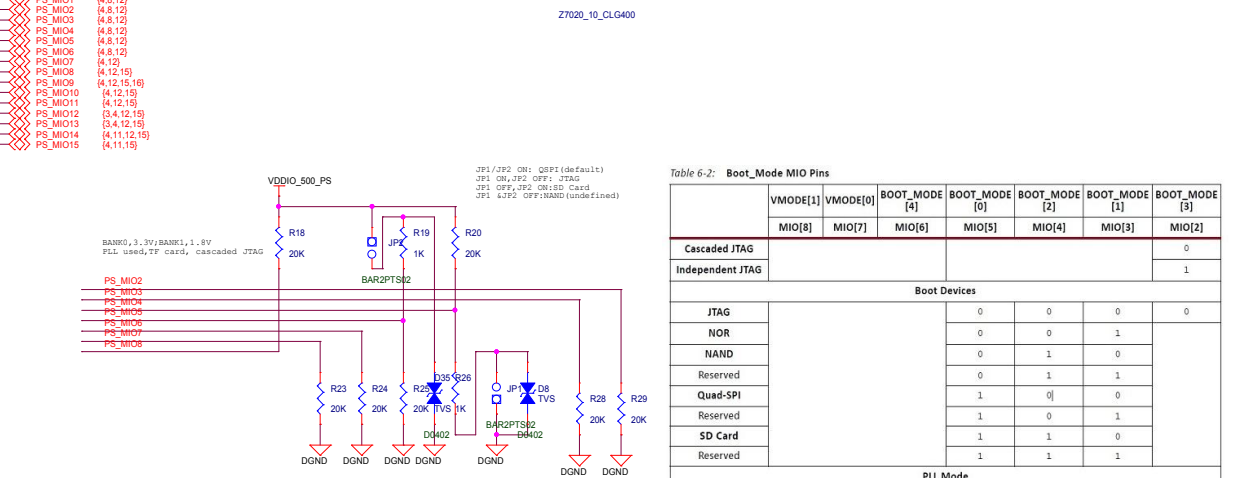 PS_MIO1 {4,8,12}
PS_MIO2 {4,8,12}
PS_MIO3 {4,8,12}
PS_MIO4 {4,8,12}
PS_MIO5 {4,8,12}
PS_MIO6 {4,8,12}
PS_MIO7 {4,12}
PS_MIO8 {4,12,15}
PS_MIO9 {4,12,15,16}
PS_MIO10 {4,12,15}
PS_MIO11 {4,12,15}
PS_MIO12 {3,4,12,15}
PS_MIO13 {3,4,12,15}
PS_MIO14 {4,11,12,15}
PS_MIO15 {4,11,15}
Z7020_10_CLG400
JP1/JP2 ON: QSPI(default)
JP1 ON,JP2 OFF: JTAG
JP1 OFF,JP2 ON:SD Card
JP1 &JP2 OFF:NAND(undefined)
VDDIO_500_PS
R18
20K
JP2
BAR2PTS02
R19
1K
R20
20K
BANK0,3.3V;BANK1,1.8V
PLL used,TF card, cascaded JTAG
PS_MIO2
PS_MIO3
PS_MIO4
PS_MIO5
PS_MIO6
PS_MIO7
PS_MIO8
R23
20K
R24
20K
R25
20K
D35
TVS
D0402
R26
1K
JP1
BAR2PTS02
D8
TVS
D0402
R28
20K
R29
20K
DGND
DGND
DGND
DGND
DGND
DGND
DGND
Table 6-2: Boot_Mode MIO Pins
VMODE[1] VMODE[0] BOOT_MODE [4] BOOT_MODE [0] BOOT_MODE [2] BOOT_MODE [1] BOOT_MODE [3]
MIO[8] MIO[7] MIO[6] MIO[5] MIO[4] MIO[3] MIO[2]
Cascaded JTAG 0
Independent JTAG 1
Boot Devices
JTAG 0 0 0 0
NOR 0 0 1
NAND 0 1 0
Reserved 0 1 1
Quad-SPI 1 0 0
Reserved 1 0 1
SD Card 1 1 0
Reserved 1 1 1
PLL Mode